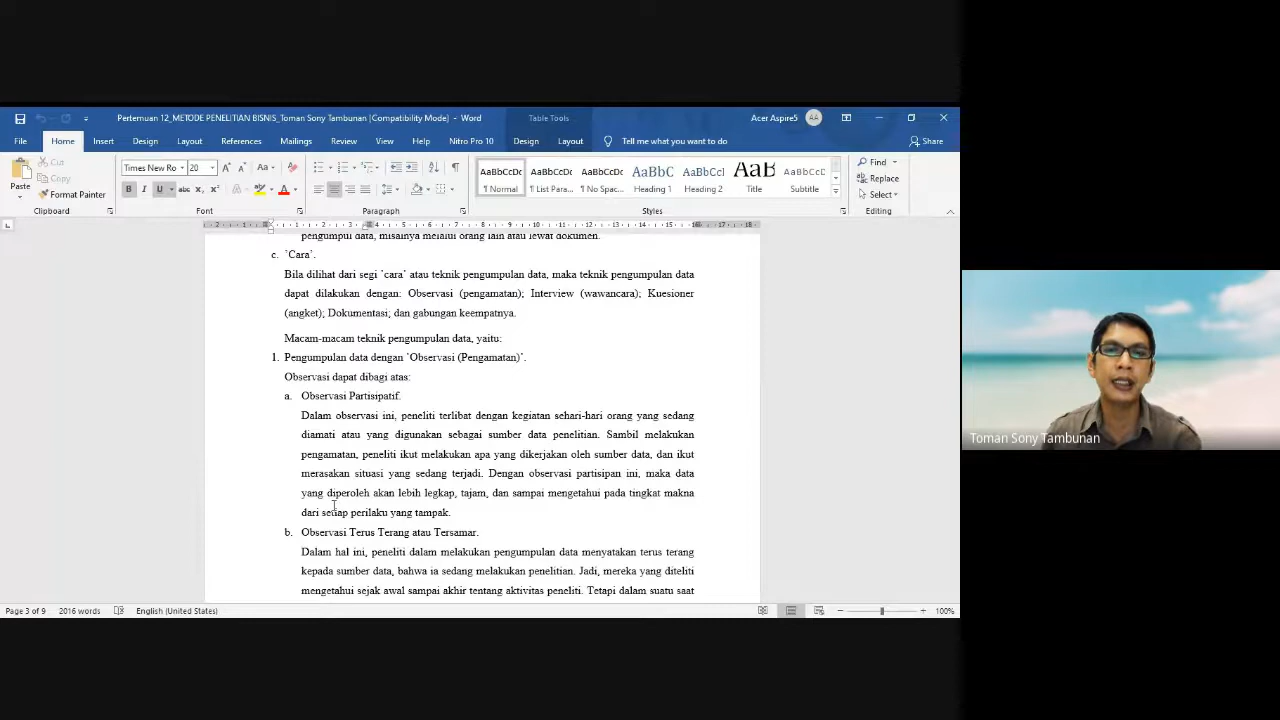 Pertemuan 12_METODE PENELITIAN BISNIS_Toman Sony Tambunan [Compatibility Mode] - Word
Table Tools
Acer Aspire5
AA
File Home Insert Design Layout References Mailings Review View Help Nitro Pro 10 Design Layout Tell me what you want to do Share
Paste
Cut
Copy
Format Painter
Clipboard
Times New Ro 20
Font
Paragraph
AaBbCcDc AaBbCcDc AaBbCcDc AaBbC AaBbCcI AaB AaBbCcD
¶ Normal ¶ List Para... ¶ No Spac... Heading 1 Heading 2 Title Subtitle
Styles
Find
Replace
Select
Editing
pengumpul data, misalnya melalui orang lain atau lewat dokumen.
c. `Cara'.
Bila dilihat dari segi `cara' atau teknik pengumpulan data, maka teknik pengumpulan data
dapat dilakukan dengan: Observasi (pengamatan); Interview (wawancara); Kuesioner
(angket); Dokumentasi; dan gabungan keempatnya.
Macam-macam teknik pengumpulan data, yaitu:
1. Pengumpulan data dengan `Observasi (Pengamatan)'.
Observasi dapat dibagi atas:
a. Observasi Partisipatif.
Dalam observasi ini, peneliti terlibat dengan kegiatan sehari-hari orang yang sedang
diamati atau yang digunakan sebagai sumber data penelitian. Sambil melakukan
pengamatan, peneliti ikut melakukan apa yang dikerjakan oleh sumber data, dan ikut
merasakan situasi yang sedang terjadi. Dengan observasi partisipan ini, maka data
yang diperoleh akan lebih legkap, tajam, dan sampai mengetahui pada tingkat makna
dari setiap perilaku yang tampak.
b. Observasi Terus Terang atau Tersamar.
Dalam hal ini, peneliti dalam melakukan pengumpulan data menyatakan terus terang
kepada sumber data, bahwa ia sedang melakukan penelitian. Jadi, mereka yang diteliti
mengetahui sejak awal sampai akhir tentang aktivitas peneliti. Tetapi dalam suatu saat
Page 3 of 9 2016 words English (United States) 100%
Toman Sony Tambunan